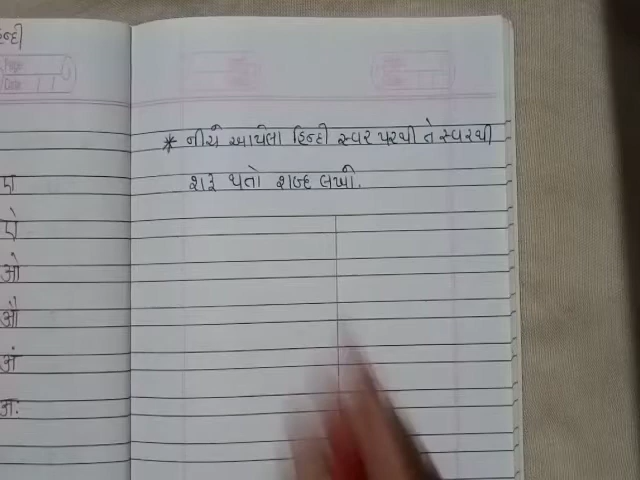 હિન્દી
ए
ऐ
ओ
औ
अं
अः
* નીચે આપેલા હિન્દી સ્વર પરથી તે સ્વરથી
શરૂ થતો શબ્દ લખો.